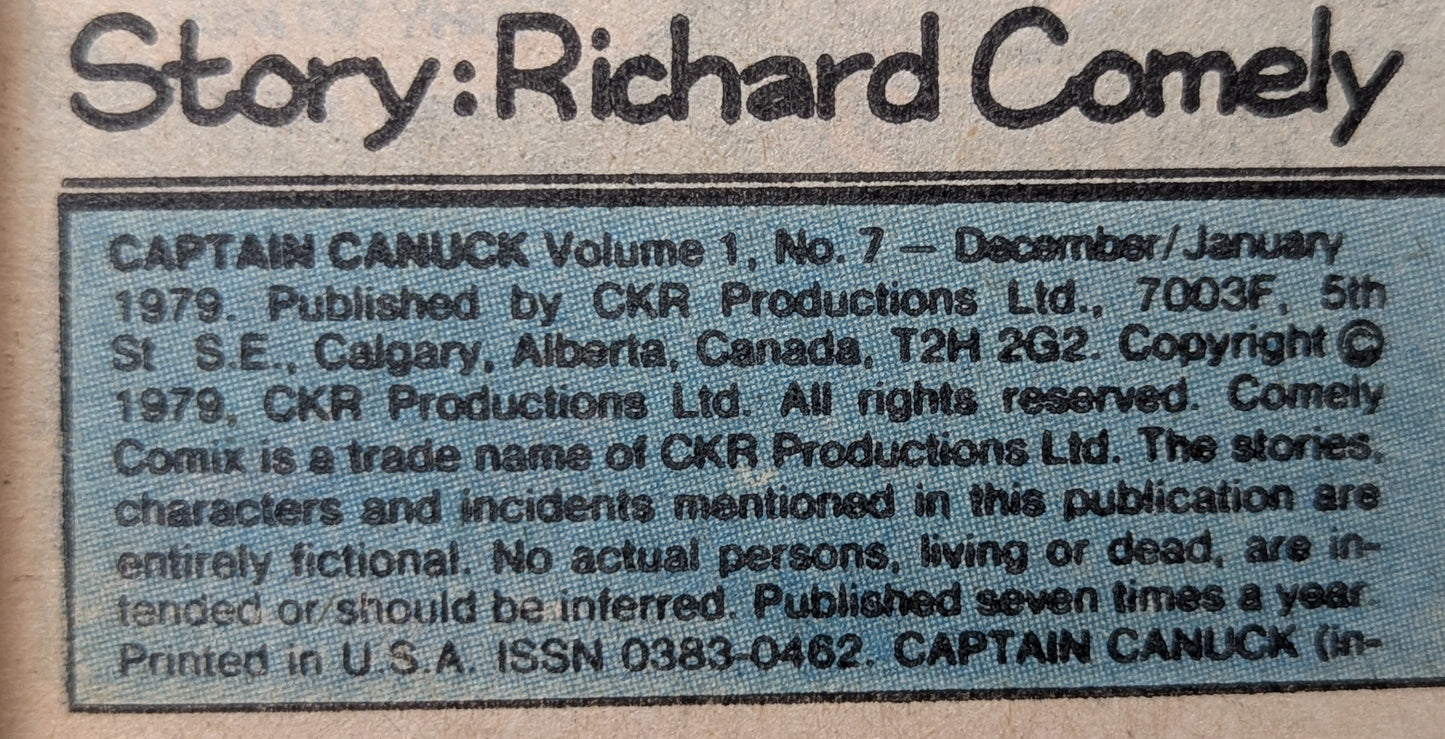 Story: Richard Comely
CAPTAIN CANUCK Volume 1, No. 7 — December/January
1979. Published by CKR Productions Ltd., 7003F, 5th
St S.E., Calgary, Alberta, Canada, T2H 2G2. Copyright ©
1979, CKR Productions Ltd. All rights reserved. Comely
Comix is a trade name of CKR Productions Ltd. The stories,
characters and incidents mentioned in this publication are
entirely fictional. No actual persons, living or dead, are in-
tended or should be inferred. Published seven times a year.
Printed in U.S.A. ISSN 0383-0462. CAPTAIN CANUCK (in-